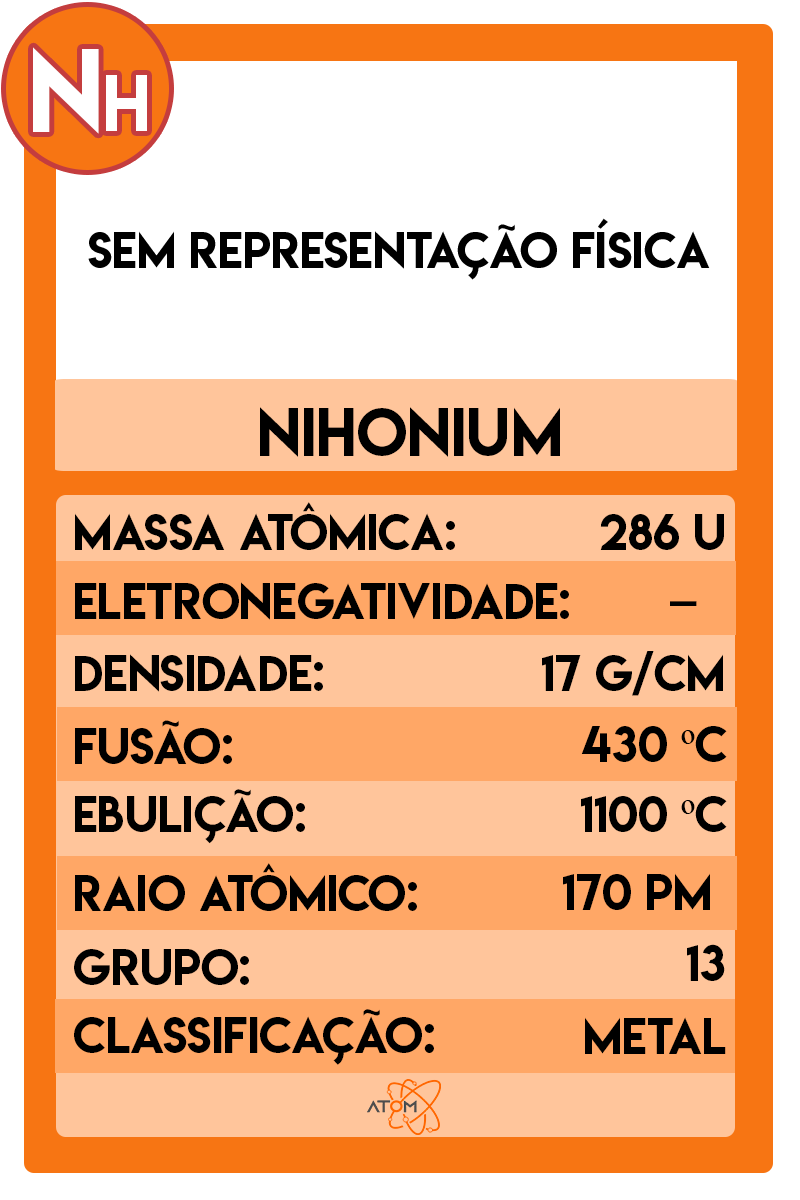 NH
SEM REPRESENTAÇÃO FÍSICA
NIHONIUM
MASSA ATÔMICA: 286 U
ELETRONEGATIVIDADE: –
DENSIDADE: 17 G/CM
FUSÃO: 430 ºC
EBULIÇÃO: 1100 ºC
RAIO ATÔMICO: 170 PM
GRUPO: 13
CLASSIFICAÇÃO: METAL
ATOM